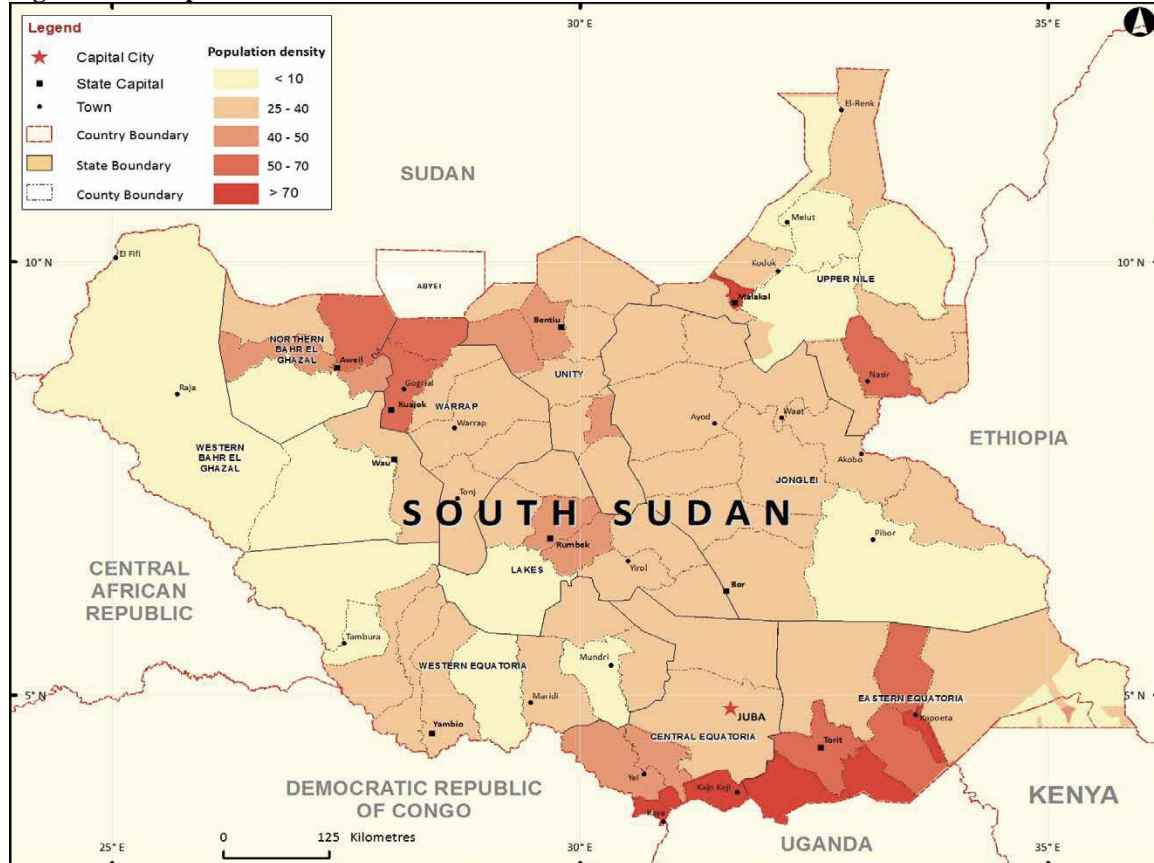 30° E
35° E
Legend
Capital City
State Capital
Town
Country Boundary
State Boundary
County Boundary
Population density
< 10
25 - 40
40 - 50
50 - 70
> 70
El-Renk
SUDAN
Melut
El Fifi
10° N
10° N
Kodok
UPPER NILE
ABYEI
Malakal
Bentiu
NORTHERN
BAHR EL
GHAZAL
Aweil
Nasir
UNITY
Raja
Gogrial
Kuajok
WARRAP
Warrap
Ayod
Waat
ETHIOPIA
WESTERN
BAHR EL
GHAZAL
Wau
Akobo
JONGLEI
Tonj
SOUTH SUDAN
Rumbek
Pibor
CENTRAL
AFRICAN
REPUBLIC
LAKES
Yirol
Bor
Tambura
WESTERN EQUATORIA
Mundri
5° N
5° N
Muridi
EASTERN EQUATORIA
JUBA
Kapoeta
Yambio
CENTRAL EQUATORIA
Torit
Yei
DEMOCRATIC REPUBLIC
OF CONGO
Kajo Keji
KENYA
Kaya
0 125 Kilometres
UGANDA
25° E
30° E
35° E